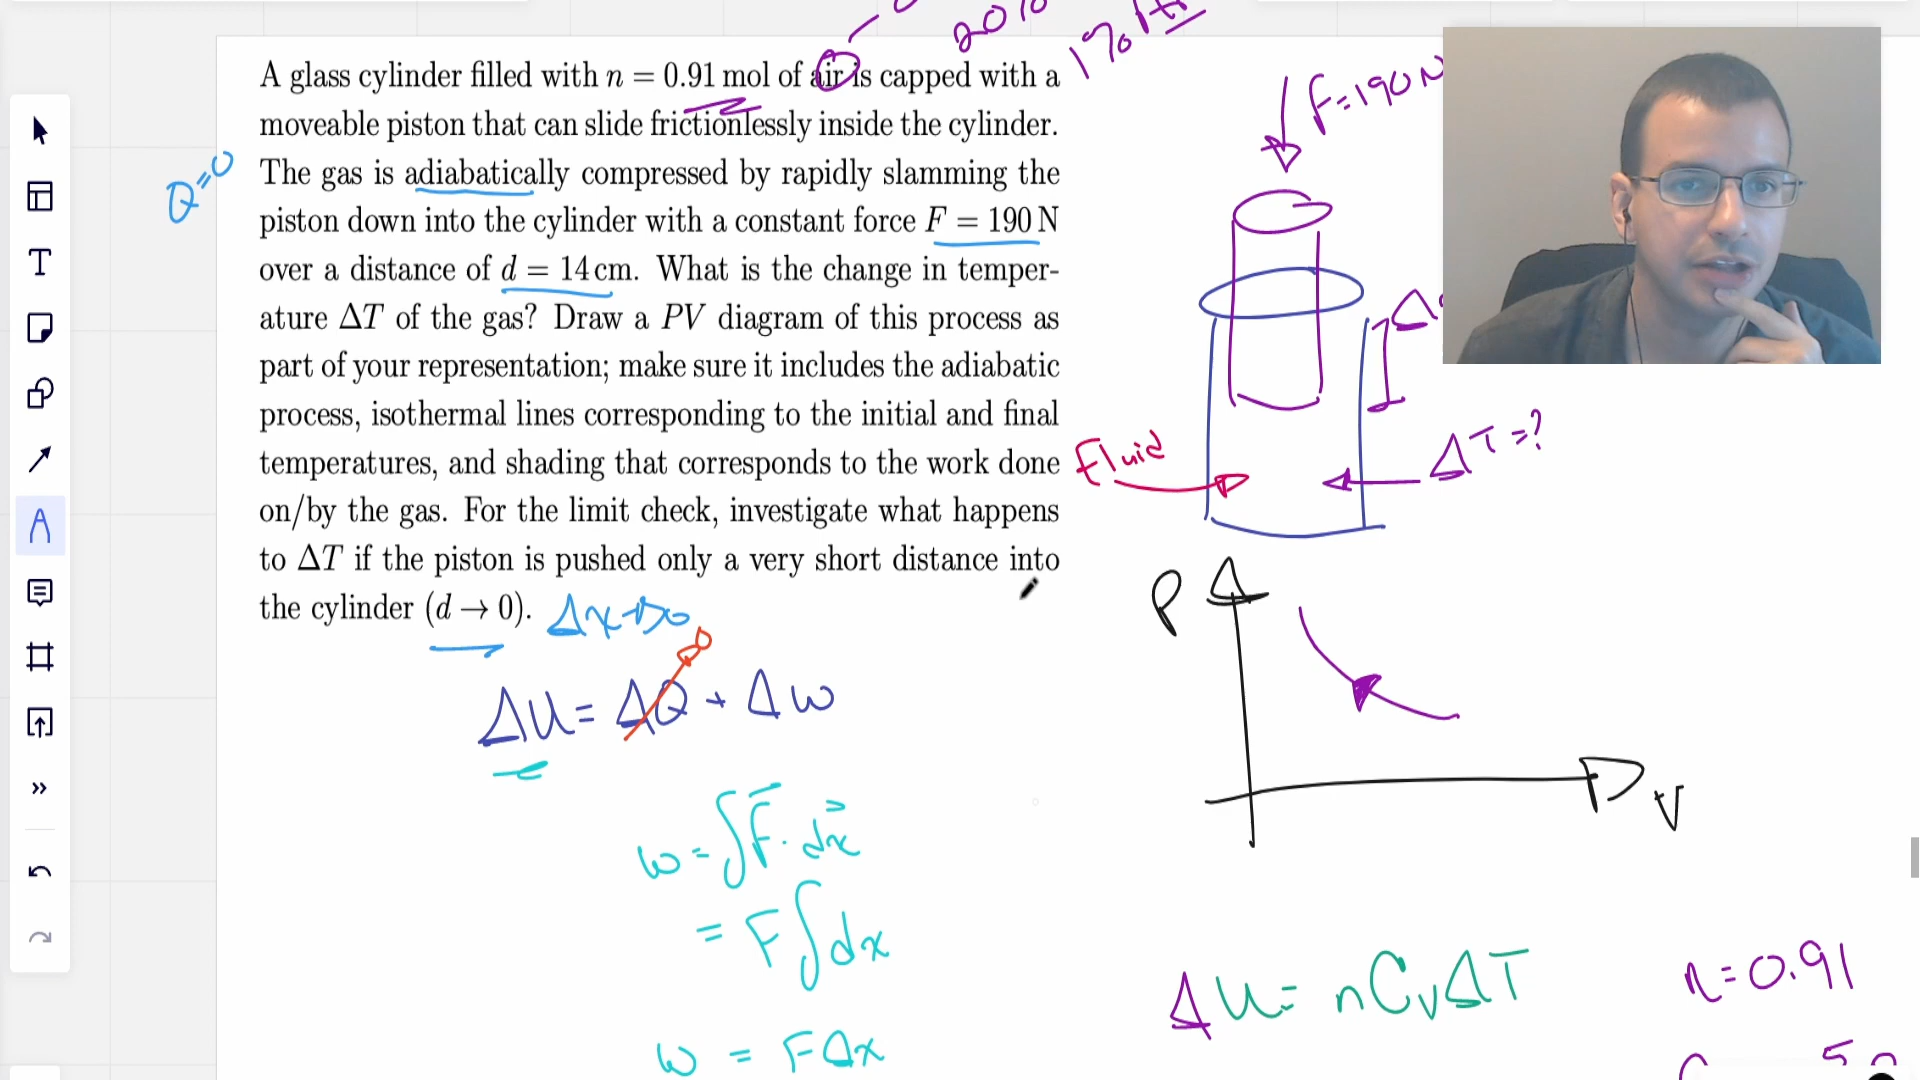 20%
1%
A glass cylinder filled with n = 0.91 mol of air is capped with a
moveable piston that can slide frictionlessly inside the cylinder.
The gas is adiabatically compressed by rapidly slamming the
piston down into the cylinder with a constant force F = 190 N
over a distance of d = 14 cm. What is the change in temper-
ature ΔT of the gas? Draw a PV diagram of this process as
part of your representation; make sure it includes the adiabatic
process, isothermal lines corresponding to the initial and final
temperatures, and shading that corresponds to the work done
on/by the gas. For the limit check, investigate what happens
to ΔT if the piston is pushed only a very short distance into
the cylinder (d → 0).
Q=0
Δx→0
F=190N
ΔT=?
Fluid
P
V
ΔU = ΔQ + ΔW
0
W = ∫F⃗·dx⃗
= F∫dx
W = FΔx
ΔU = nCvΔT
n=0.91
T